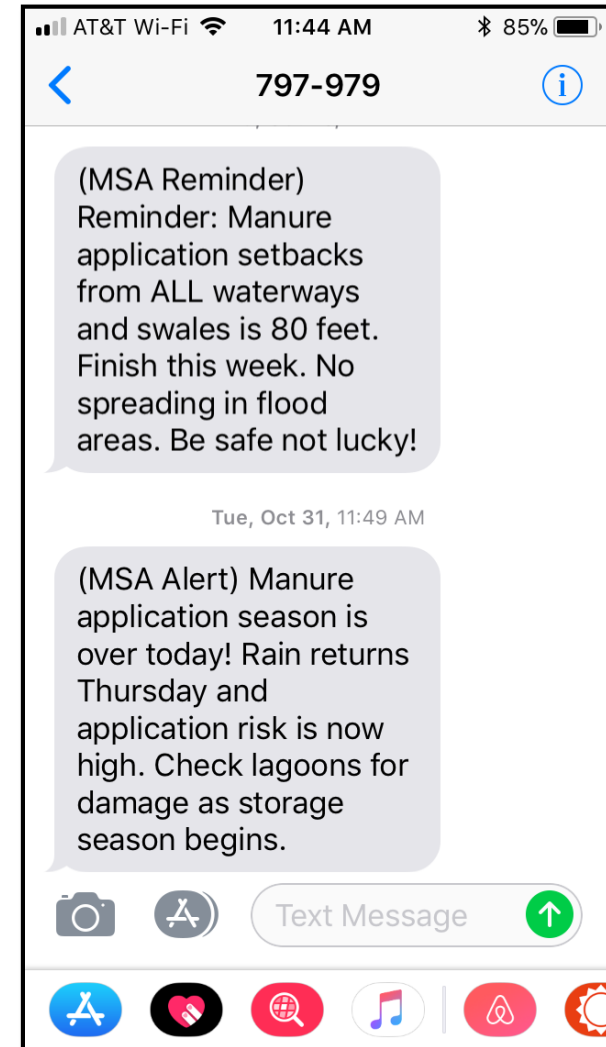 AT&T Wi-Fi 11:44 AM 85%
797-979
(MSA Reminder)
Reminder: Manure
application setbacks
from ALL waterways
and swales is 80 feet.
Finish this week. No
spreading in flood
areas. Be safe not lucky!
Tue, Oct 31, 11:49 AM
(MSA Alert) Manure
application season is
over today! Rain returns
Thursday and
application risk is now
high. Check lagoons for
damage as storage
season begins.
Text Message